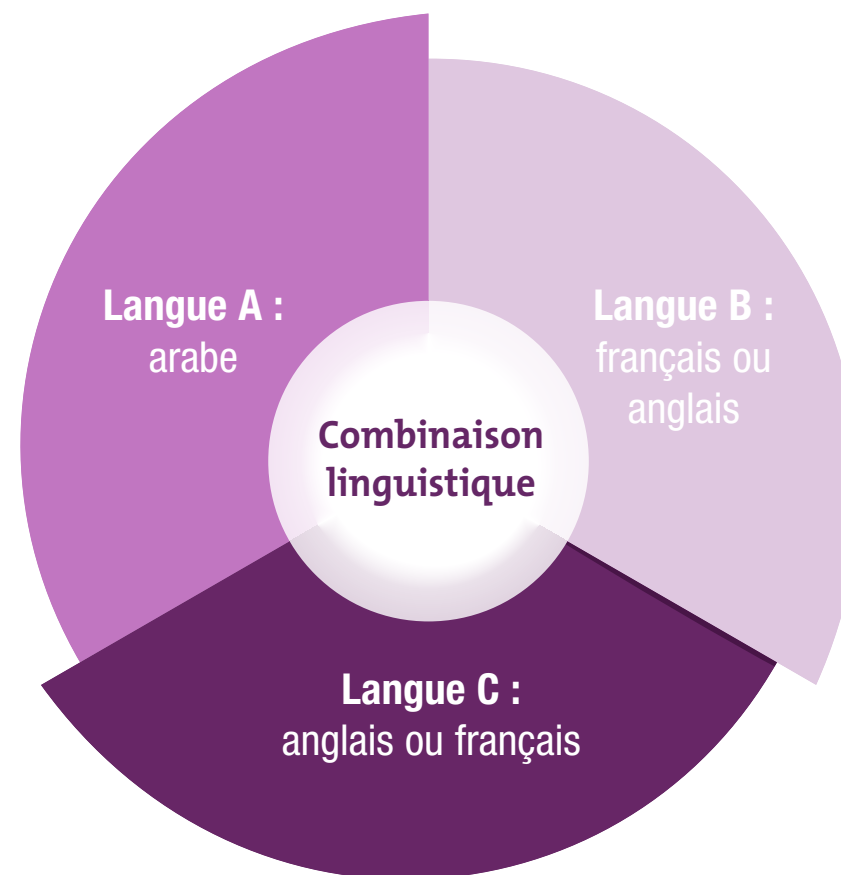 Langue A :
arabe
Langue B :
français ou
anglais
Combinaison
linguistique
Langue C :
anglais ou français